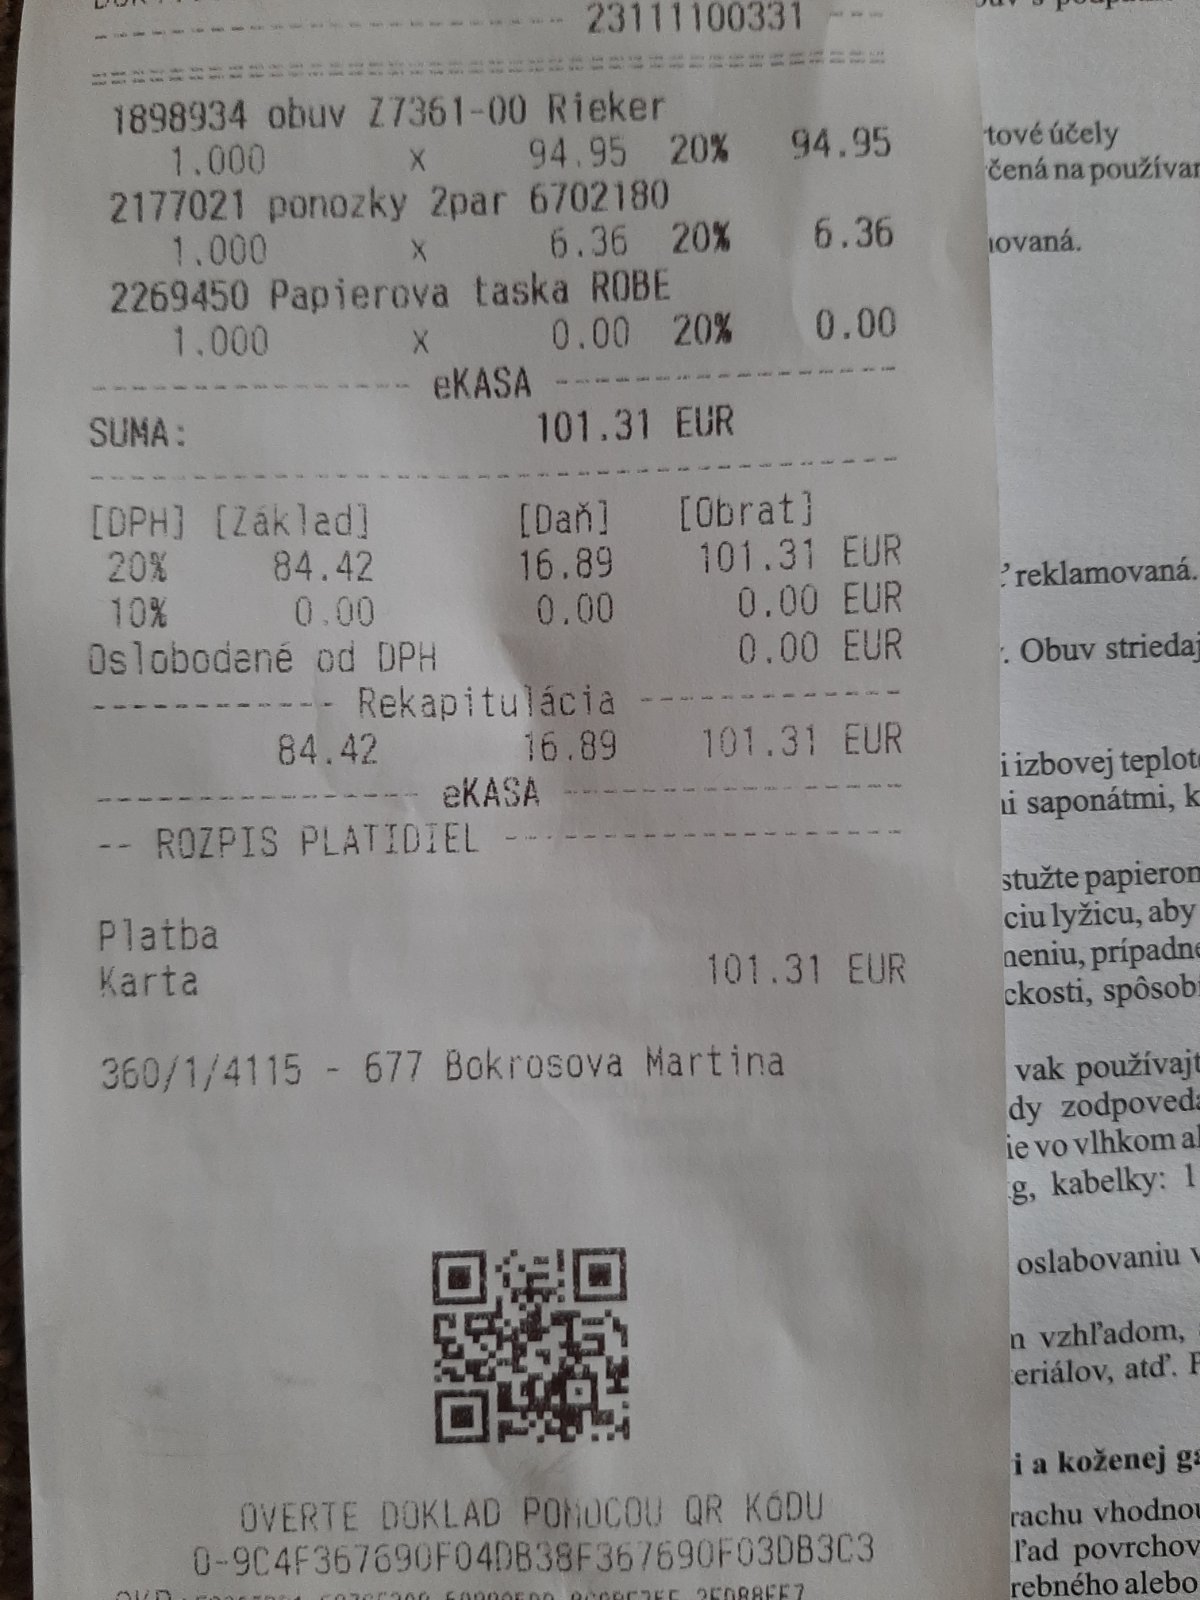 23111100331
1898934 obuv Z7361-00 Rieker
1.000 x 94.95 20% 94.95
2177021 ponozky 2par 6702180
1.000 x 6.36 20% 6.36
2269450 Papierova taska ROBE
1.000 x 0.00 20% 0.00
eKASA
SUMA: 101.31 EUR
[DPH] [Základ] [Daň] [Obrat]
20% 84.42 16.89 101.31 EUR
10% 0.00 0.00 0.00 EUR
Oslobodené od DPH 0.00 EUR
Rekapitulácia
84.42 16.89 101.31 EUR
eKASA
-- ROZPIS PLATIDIEL
Platba
Karta 101.31 EUR
360/1/4115 - 677 Bokrosova Martina
OVERTE DOKLAD POMOCOU QR KÓDU
O-9C4F367690F04DB38F367690F03DB3C3
tové účely
čená na používan
ovaná.
reklamovaná.
. Obuv striedaj
i izbovej teplote
i saponátmi, k
stužte papierom
ciu lyžicu, aby
neniu, prípadne
ckosti, spôsob
vak používajt
dy zodpoveda
ie vo vlhkom al
g, kabelky: 1
oslabovaniu v
vzhľadom,
eriálov, atď. P
i a koženej ga
rachu vhodnou
ľad povrchov
rebného alebo